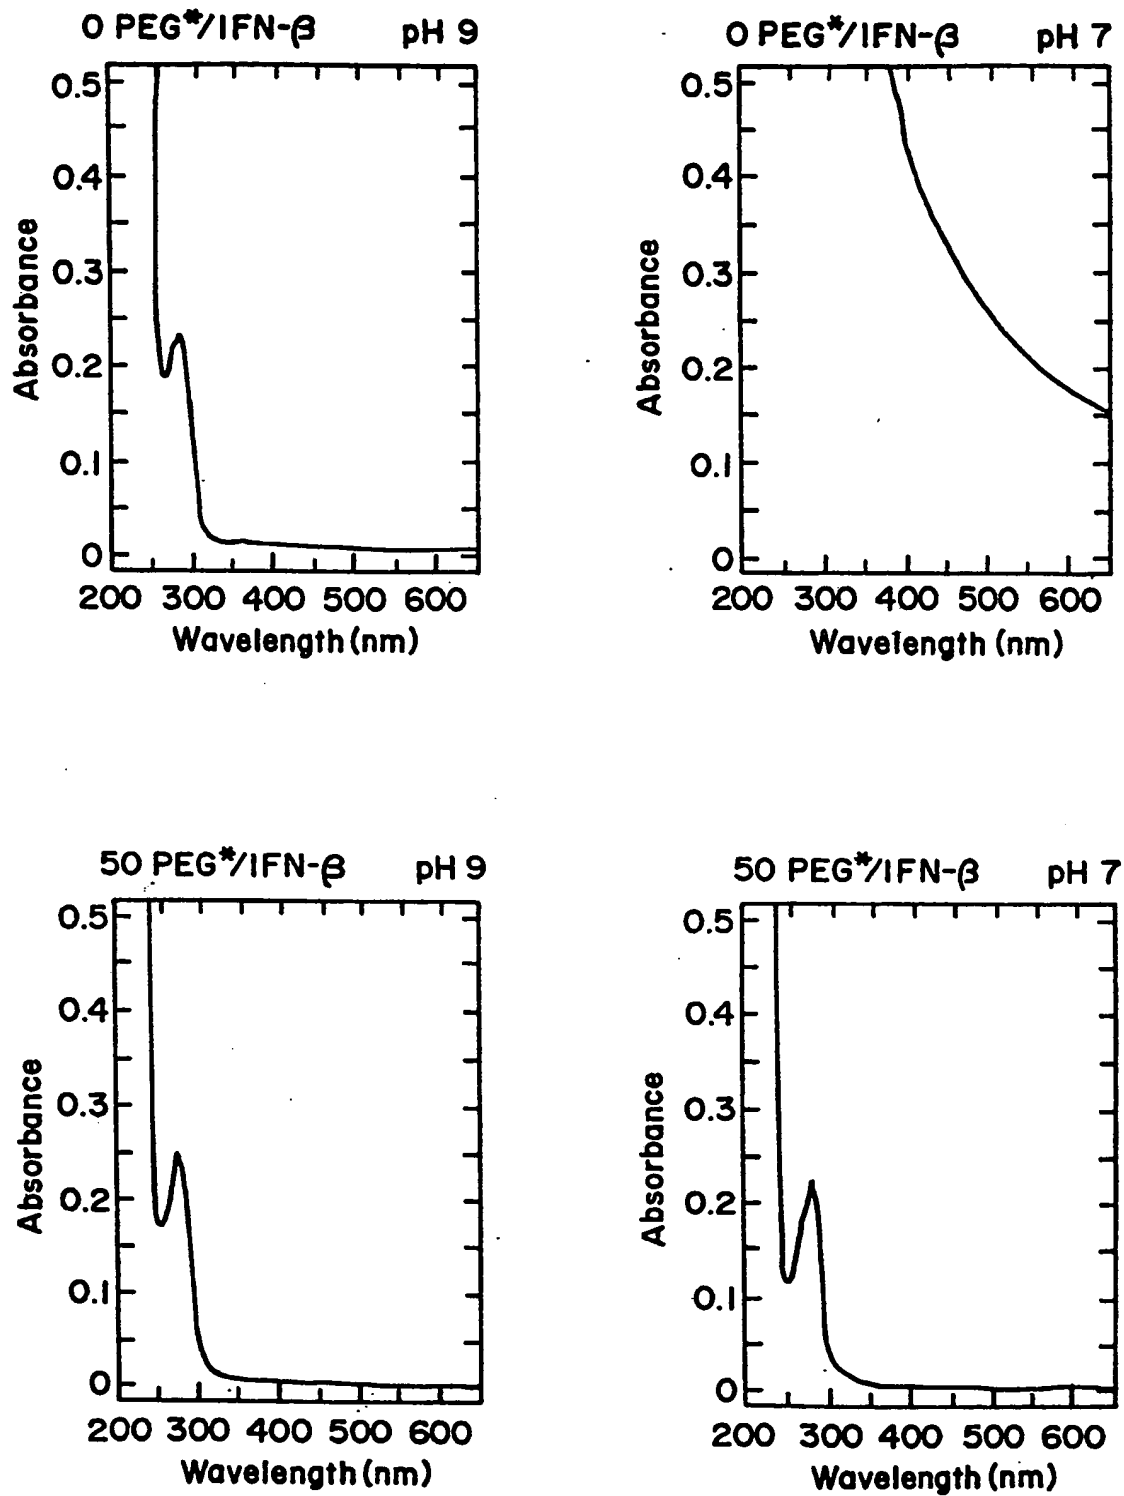 0 PEG*/IFN-β pH 9
0.5
0.4
0.3
0.2
0.1
0
Absorbance
200 300 400 500 600
Wavelength (nm)
0 PEG*/IFN-β pH 7
0.5
0.4
0.3
0.2
0.1
0
Absorbance
200 300 400 500 600
Wavelength (nm)
50 PEG*/IFN-β pH 9
0.5
0.4
0.3
0.2
0.1
0
Absorbance
200 300 400 500 600
Wavelength (nm)
50 PEG*/IFN-β pH 7
0.5
0.4
0.3
0.2
0.1
0
Absorbance
200 300 400 500 600
Wavelength (nm)